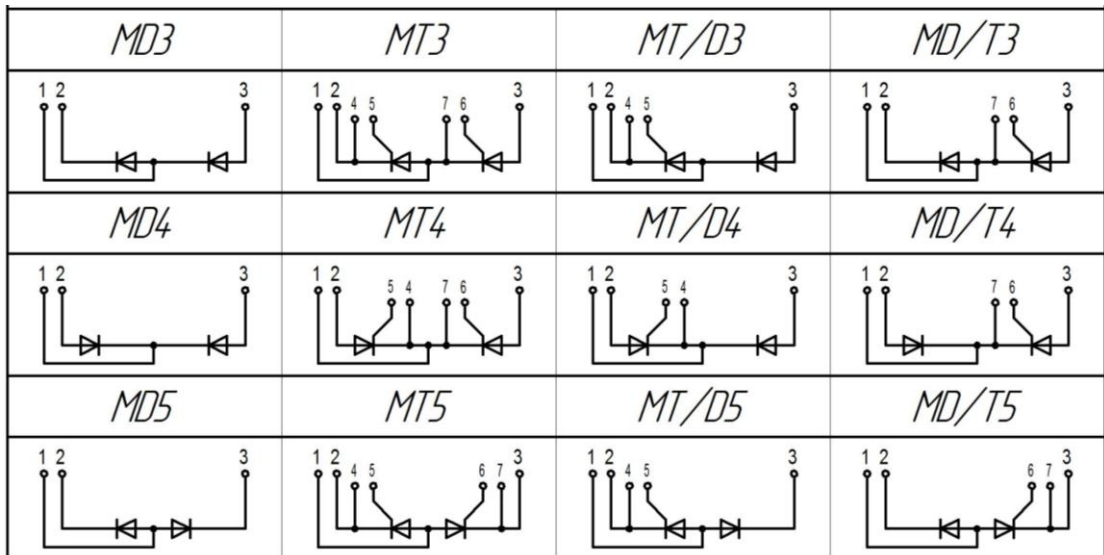 MD3 MT3 MT/D3 MD/T3
1 2 3 1 2 4 5 7 6 3 1 2 4 5 3 1 2 7 6 3
MD4 MT4 MT/D4 MD/T4
1 2 3 1 2 5 4 7 6 3 1 2 5 4 3 1 2 7 6 3
MD5 MT5 MT/D5 MD/T5
1 2 3 1 2 4 5 6 7 3 1 2 4 5 3 1 2 6 7 3